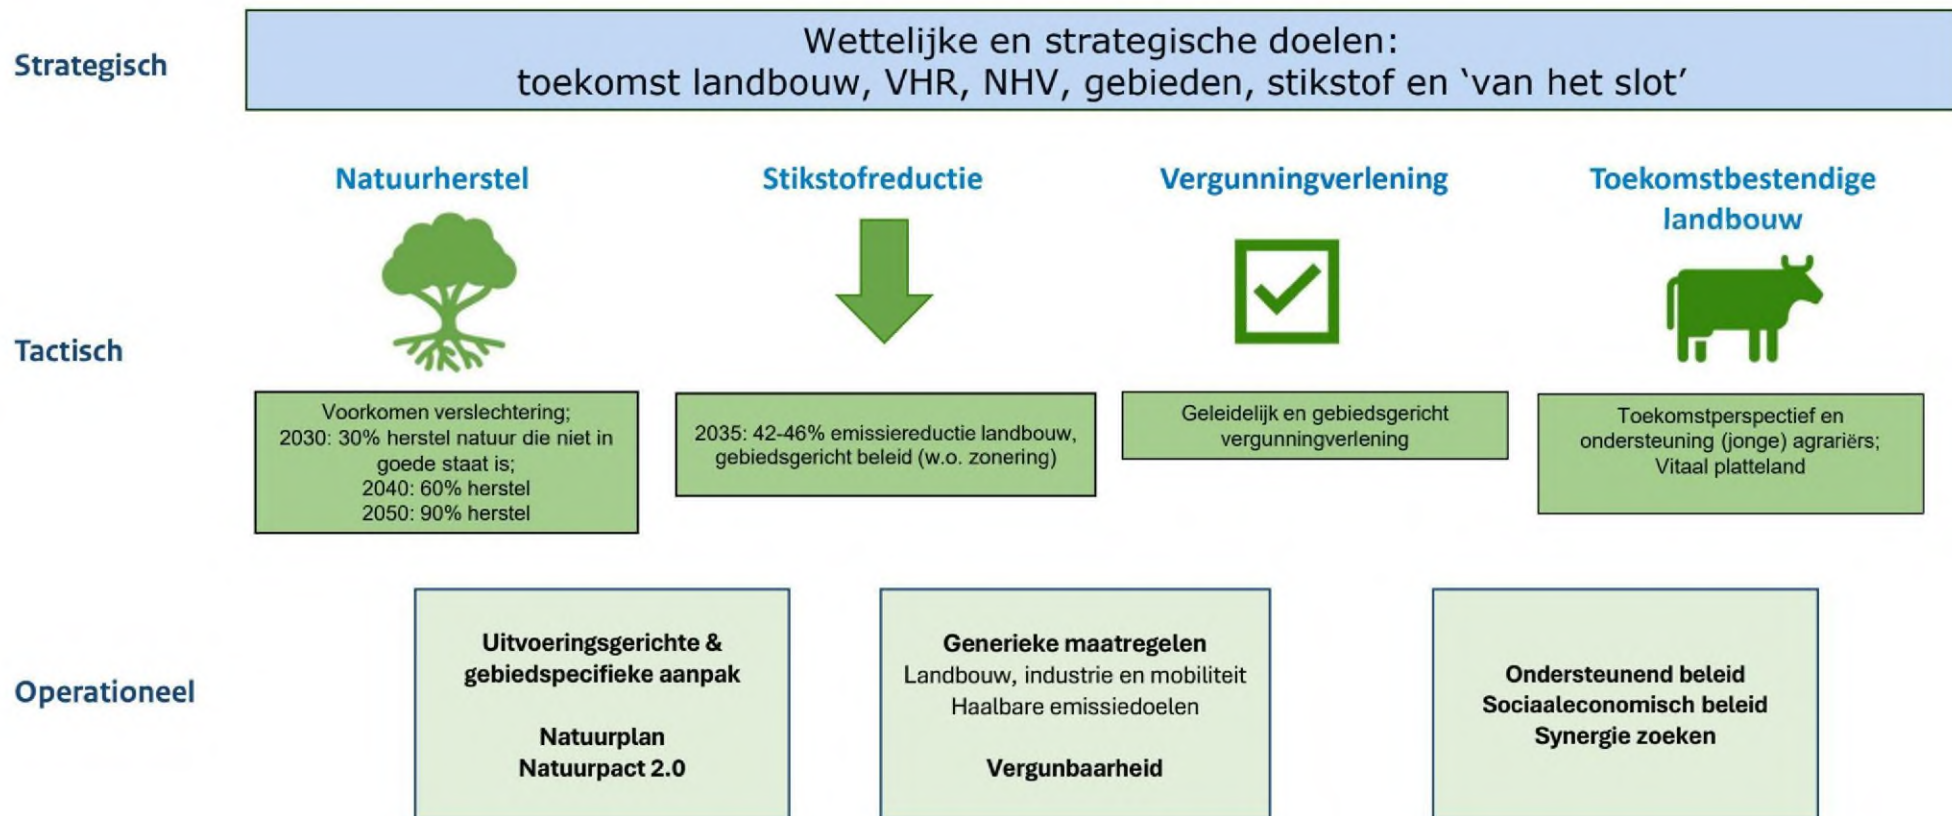 Strategisch
Wettelijke en strategische doelen:
toekomst landbouw, VHR, NHV, gebieden, stikstof en ‘van het slot’
Tactisch
Natuurherstel
Voorkomen verslechtering;
2030: 30% herstel natuur die niet in
goede staat is;
2040: 60% herstel
2050: 90% herstel
Stikstofreductie
2035: 42-46% emissiereductie landbouw,
gebiedsgericht beleid (w.o. zonering)
Vergunningverlening
Geleidelijk en gebiedsgericht
vergunningverlening
Toekomstbestendige
landbouw
Toekomstperspectief en
ondersteuning (jonge) agrariërs;
Vitaal platteland
Operationeel
Uitvoeringsgerichte &
gebiedspecifieke aanpak
Natuurplan
Natuurpact 2.0
Generieke maatregelen
Landbouw, industrie en mobiliteit
Haalbare emissiedoelen
Vergunbaarheid
Ondersteunend beleid
Sociaaleconomisch beleid
Synergie zoeken